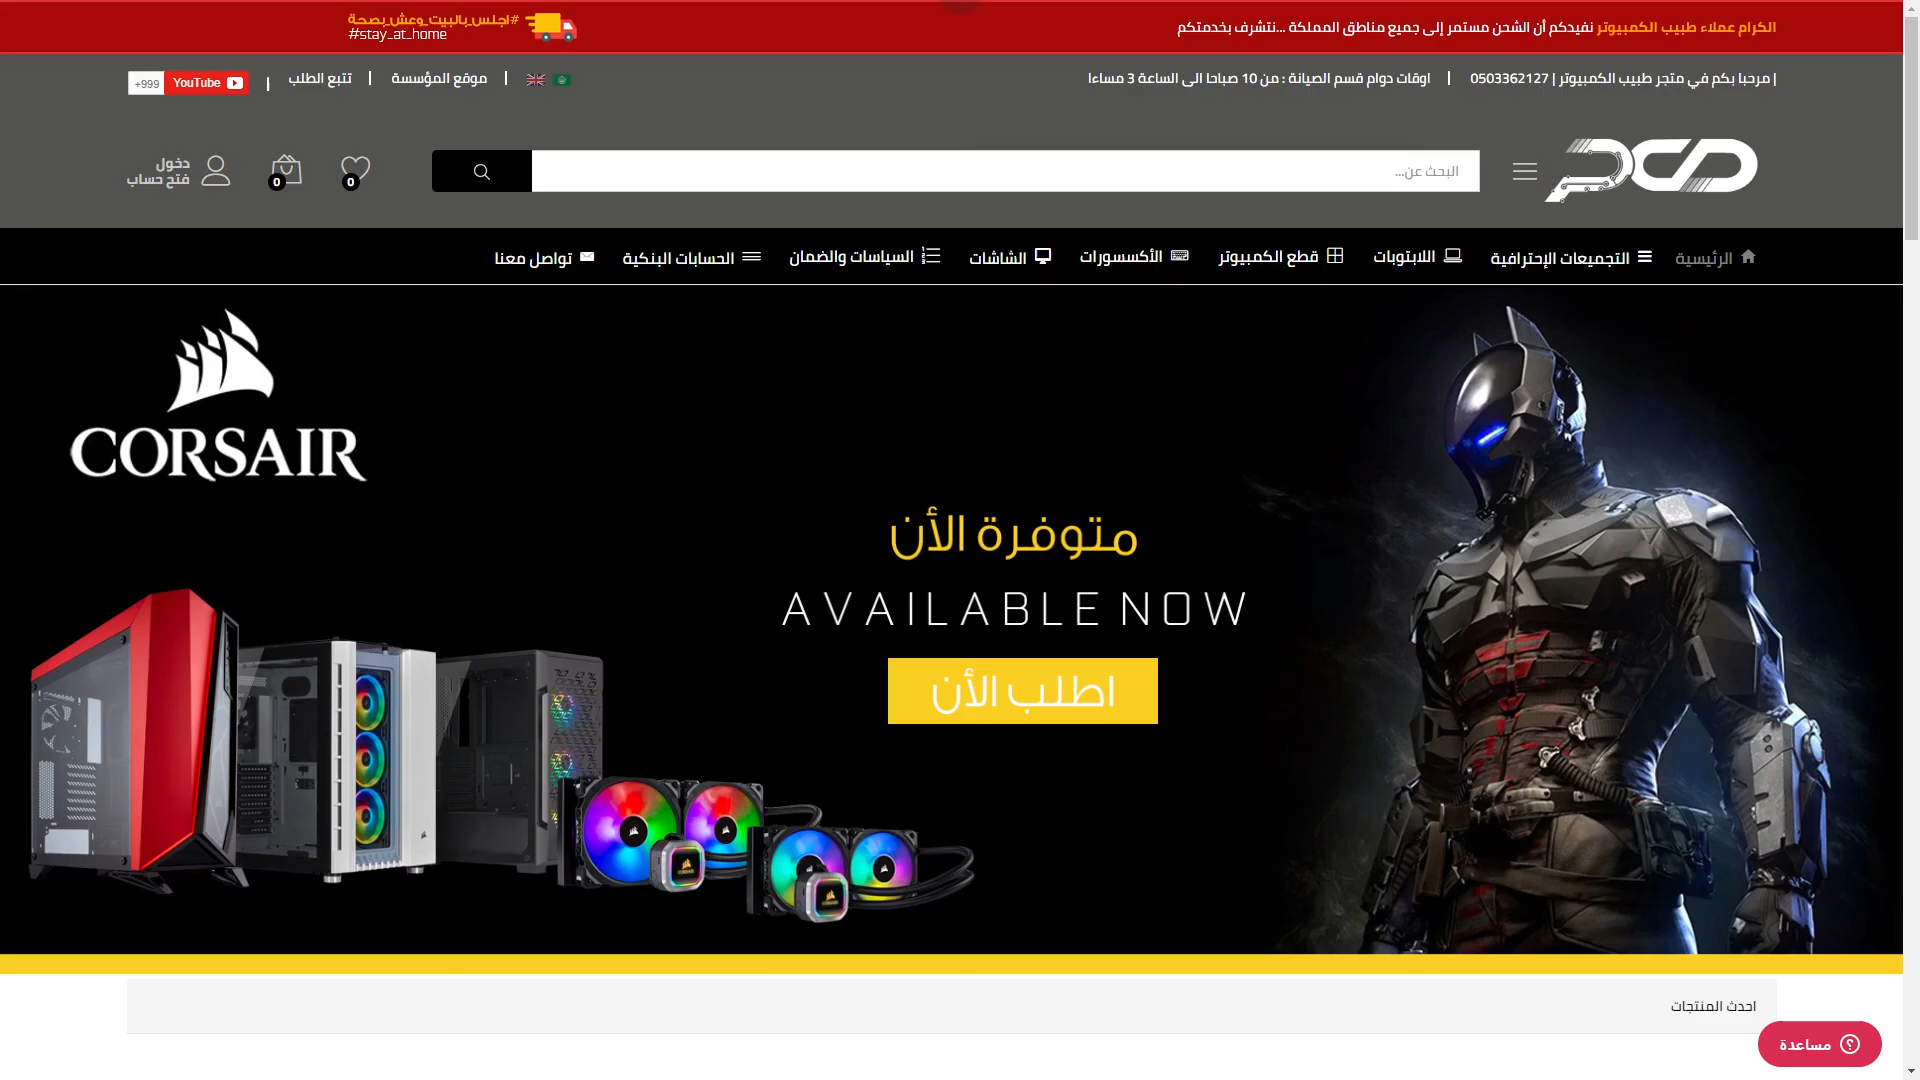 الكرام عملاء طبيب الكمبيوتر نفيدكم أن الشحن مستمر إلى جميع مناطق المملكة ...نتشرف بخدمتكم
#اجلس_بالبيت_وعش_بصحة
#stay_at_home
| مرحبا بكم في متجر طبيب الكمبيوتر | 0503362127 | اوقات دوام قسم الصيانة : من 10 صباحا الى الساعة 3 مساءا
موقع المؤسسة | تتبع الطلب | YouTube 999+
PCD
البحث عن...
0
0
دخول
فتح حساب
الرئيسية التجميعات الإحترافية اللابتوبات قطع الكمبيوتر الأكسسورات الشاشات السياسات والضمان الحسابات البنكية تواصل معنا
CORSAIR
متوفرة الأن
AVAILABLE NOW
اطلب الأن
CORSAIR
CORSAIR
احدث المنتجات
مساعدة